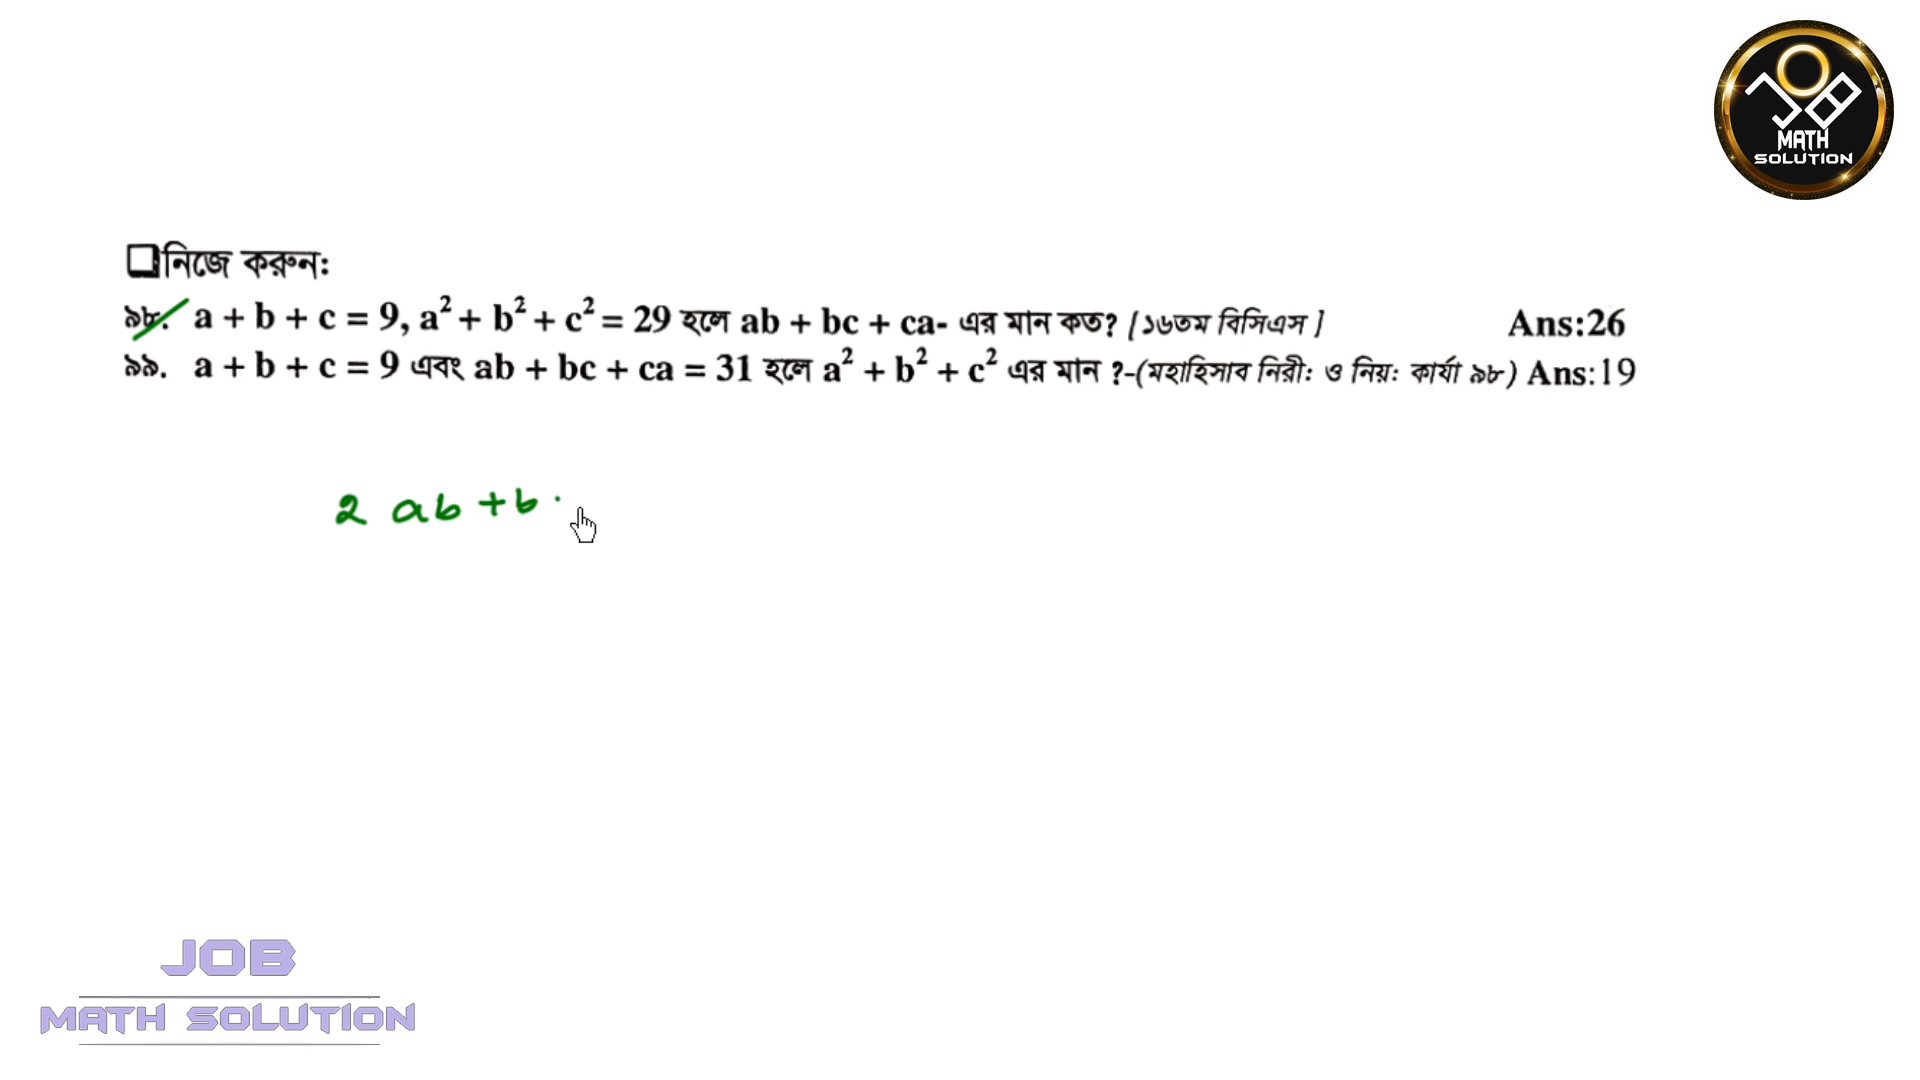 JOB
MATH
SOLUTION
❑নিজে করুন:
৯৮. a + b + c = 9, a² + b² + c² = 29 হলে ab + bc + ca- এর মান কত? [১৬তম বিসিএস] Ans:26
৯৯. a + b + c = 9 এবং ab + bc + ca = 31 হলে a² + b² + c² এর মান ?-(মহাহিসাব নিরীঃ ও নিয়ঃ কার্যা ৯৮) Ans:19
2 ab + b
JOB
MATH SOLUTION